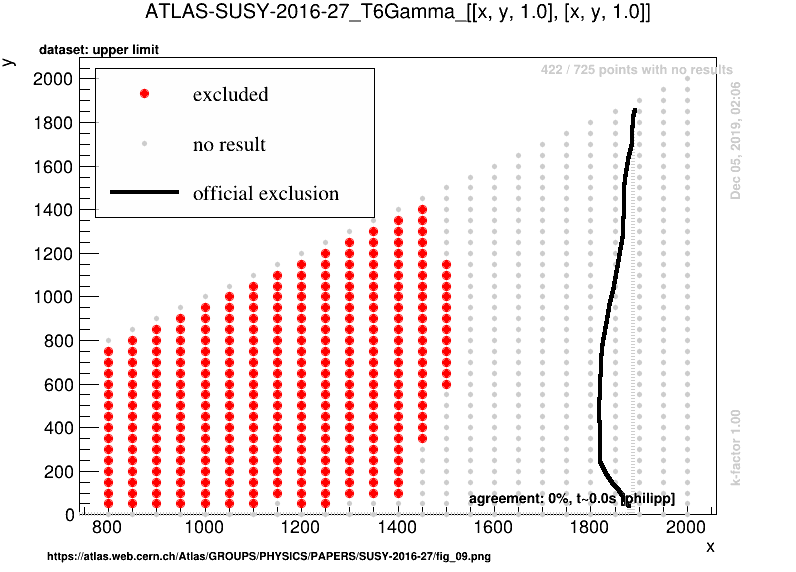 ATLAS-SUSY-2016-27_T6Gamma_[[x, y, 1.0], [x, y, 1.0]]
dataset: upper limit
y
422 / 725 points with no results
excluded
no result
official exclusion
Dec 05, 2019, 02:06
k-factor 1.00
2000
1800
1600
1400
1200
1000
800
600
400
200
0
agreement: 0%, t~0.0s [philipp]
800 1000 1200 1400 1600 1800 2000
x
https://atlas.web.cern.ch/Atlas/GROUPS/PHYSICS/PAPERS/SUSY-2016-27/fig_09.png